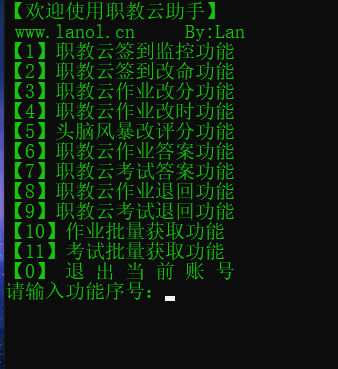 【欢迎使用职教云助手】
www.lanol.cn     By:Lan
【1】职教云签到监控功能
【2】职教云签到改命功能
【3】职教云作业改分功能
【4】职教云作业改时功能
【5】头脑风暴改评分功能
【6】职教云作业答案功能
【7】职教云考试答案功能
【8】职教云作业退回功能
【9】职教云考试退回功能
【10】作业批量获取功能
【11】考试批量获取功能
【0】 退 出 当 前 账 号
请输入功能序号：